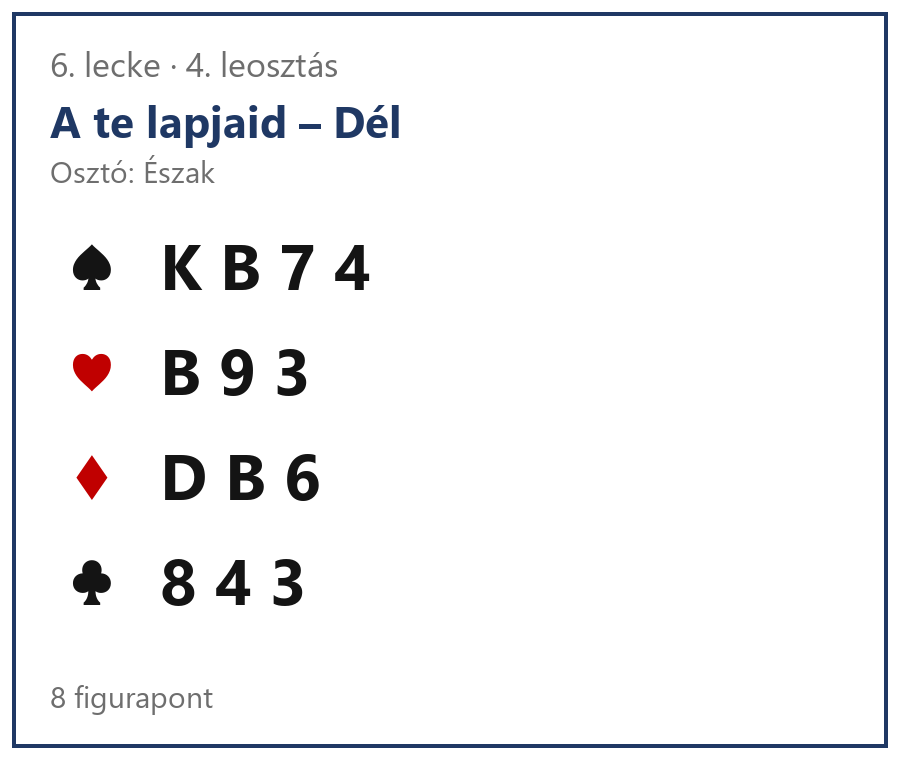 6. lecke · 4. leosztás
A te lapjaid – Dél
Osztó: Észak
♠ K B 7 4
♥ B 9 3
♦ D B 6
♣ 8 4 3
8 figurapont